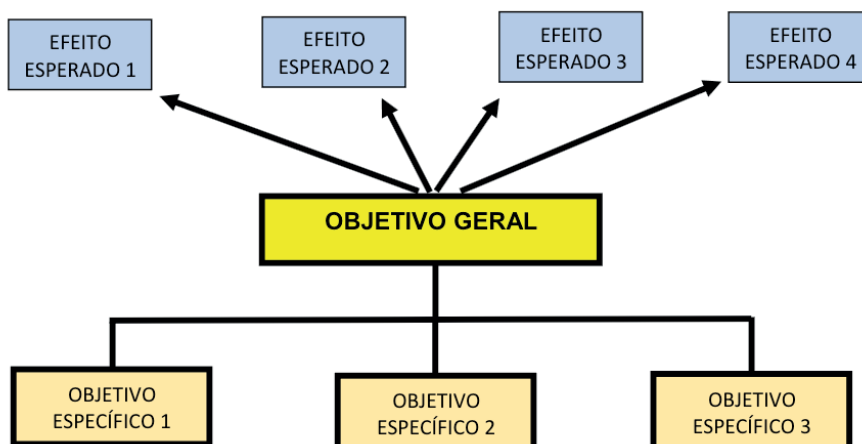 EFEITO
ESPERADO 1
EFEITO
ESPERADO 2
EFEITO
ESPERADO 3
EFEITO
ESPERADO 4
OBJETIVO GERAL
OBJETIVO
ESPECÍFICO 1
OBJETIVO
ESPECÍFICO 2
OBJETIVO
ESPECÍFICO 3